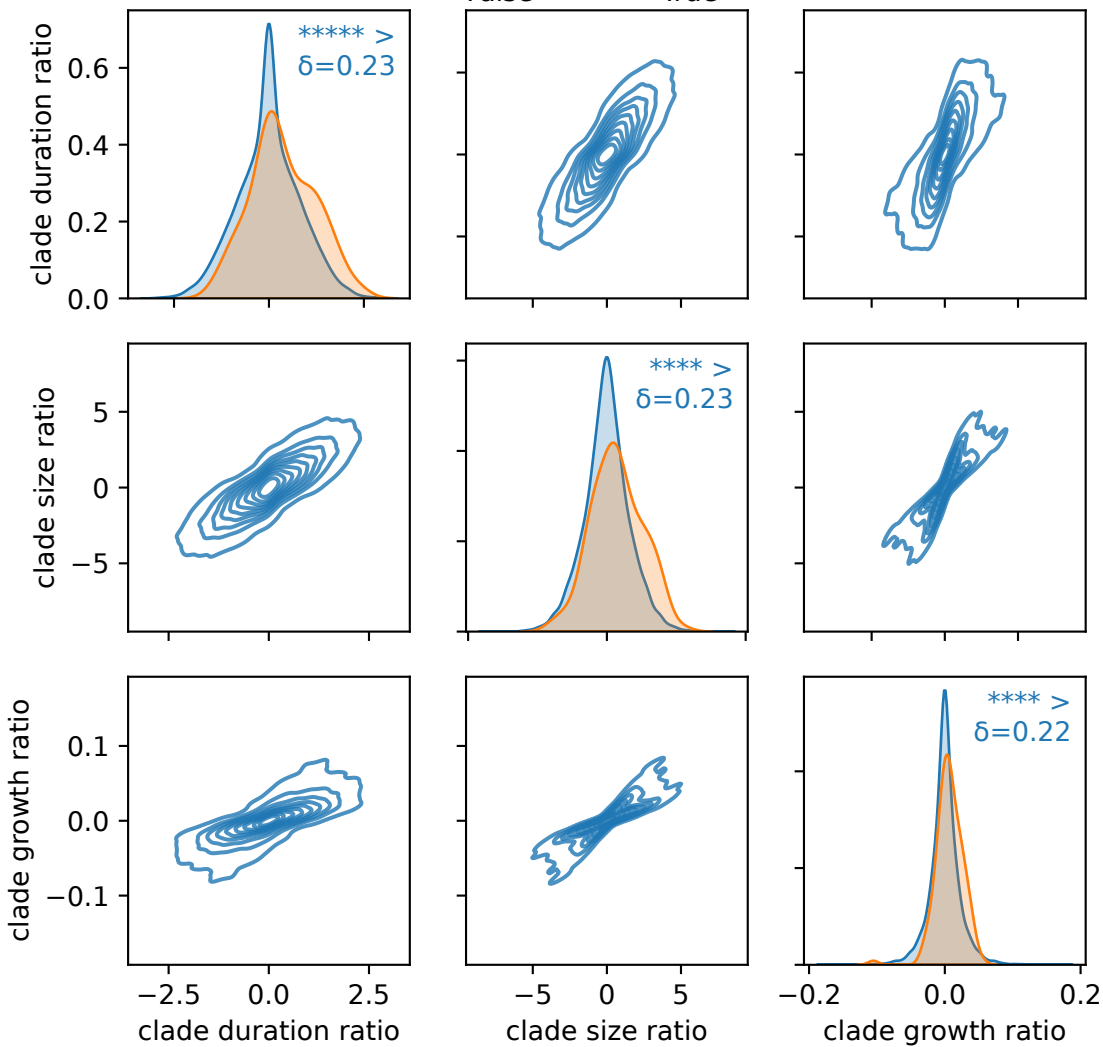 0.6
0.4
0.2
0.0
clade duration ratio
***** >
δ=0.23
5
0
−5
clade size ratio
**** >
δ=0.23
0.1
0.0
−0.1
clade growth ratio
**** >
δ=0.22
−2.5 0.0 2.5
−5 0 5
−0.2 0.0 0.2
clade duration ratio
clade size ratio
clade growth ratio